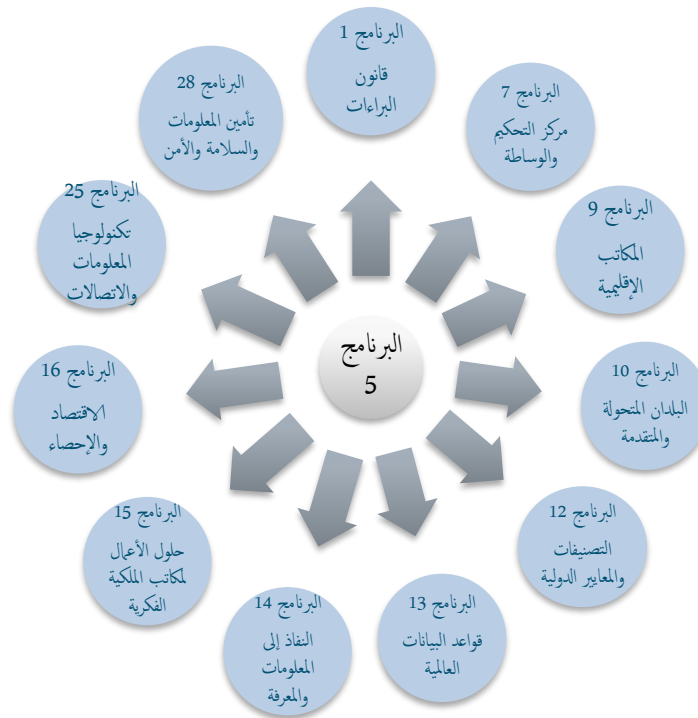 البرنامج 5
البرنامج 1
قانون
البراءات
البرنامج 7
مركز التحكيم
والوساطة
البرنامج 9
المكاتب
الإقليمية
البرنامج 10
البلدان المتحولة
والمتقدمة
البرنامج 12
التصنيفات
والمعايير الدولية
البرنامج 13
قواعد البيانات
العالمية
البرنامج 14
النفاذ إلى
المعلومات
والمعرفة
البرنامج 15
حلول الأعمال
لمكاتب الملكية
الفكرية
البرنامج 16
الاقتصاد
والإحصاء
البرنامج 25
تكنولوجيا
المعلومات
والاتصالات
البرنامج 28
تأمين المعلومات
والسلامة والأمن